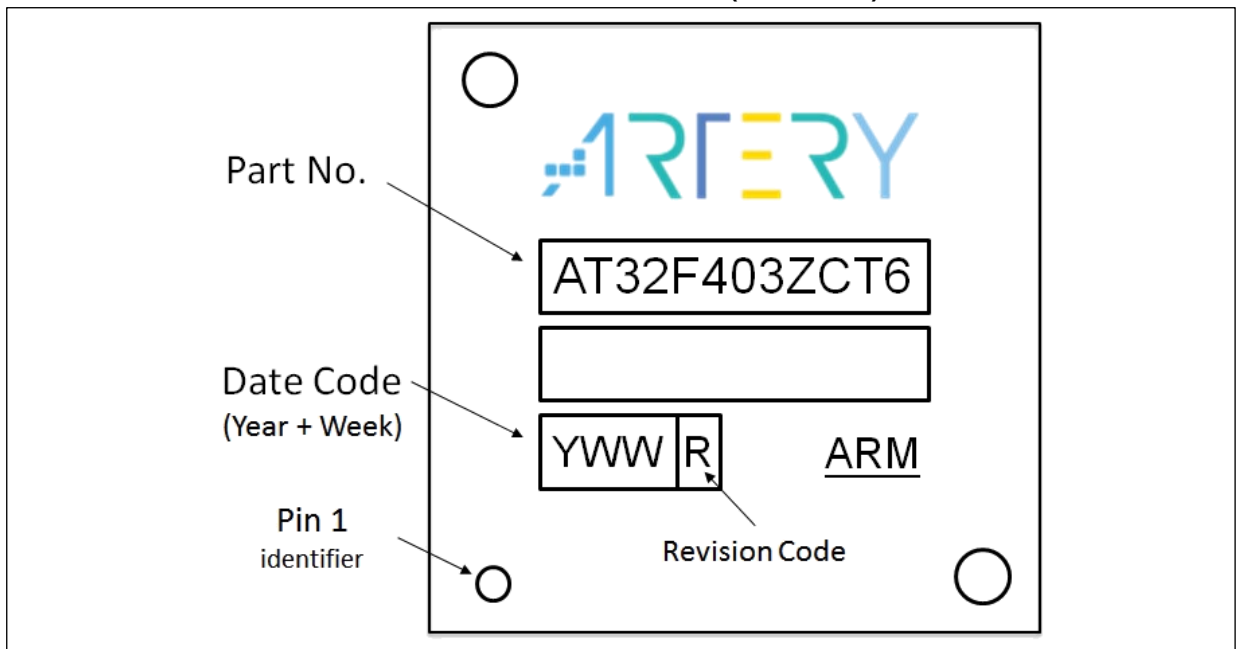 ARTERY
Part No.
AT32F403ZCT6
Date Code
(Year + Week)
YWW R
ARM
Pin 1
identifier
Revision Code